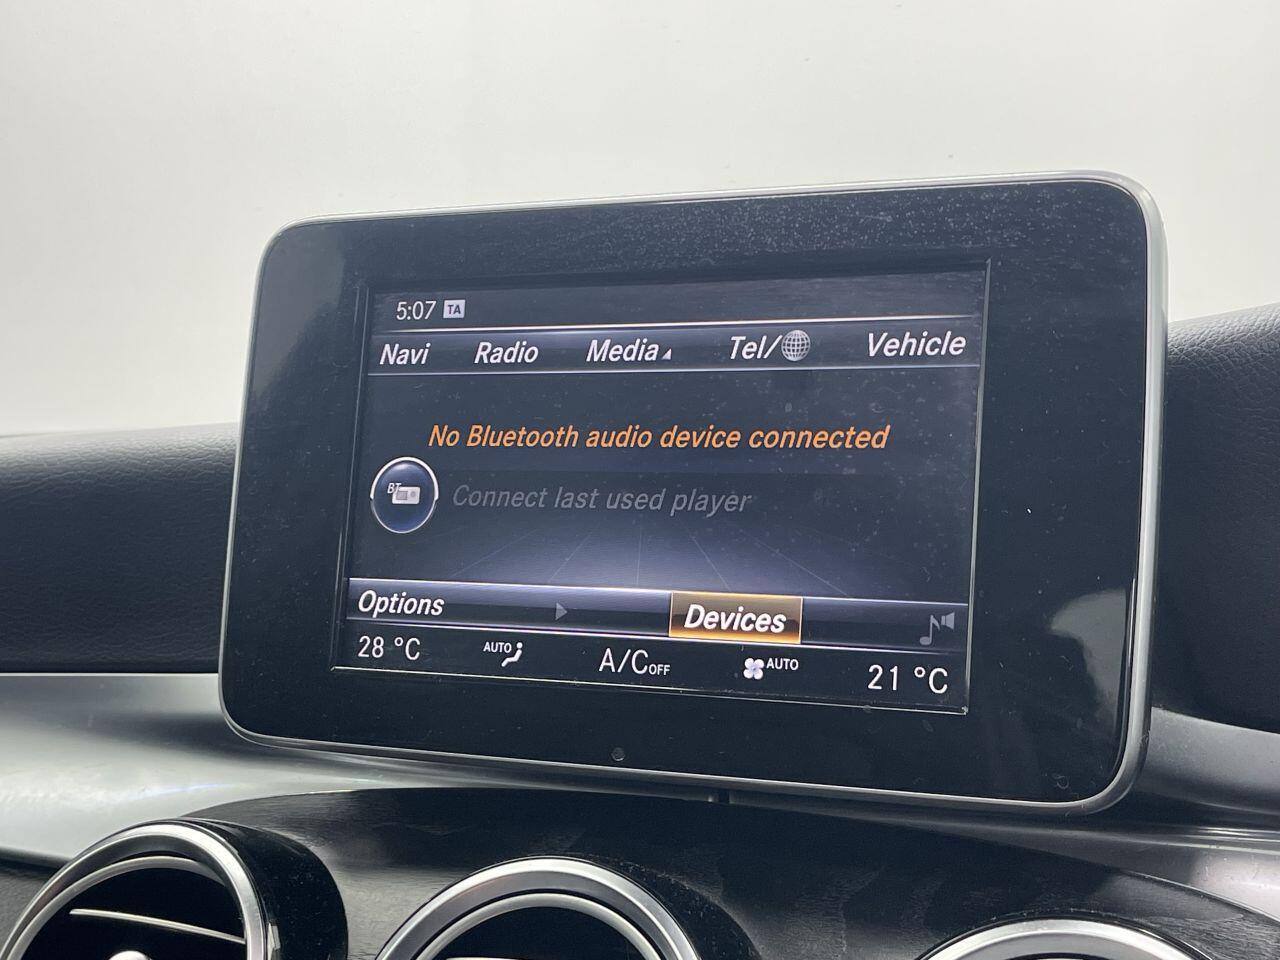 5:07 TA
Navi Radio Media Tel/ Vehicle
No Bluetooth audio device connected
BT
Connect last used player
Options Devices
28 °C AUTO A/C OFF AUTO 21 °C